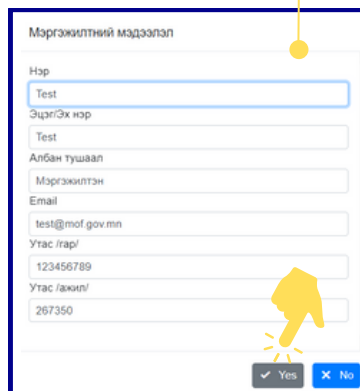 Мэргэжилтний мэдээлэл
Нэр
Test
Эцэг/Эх нэр
Test
Албан тушаал
Мэргэжилтэн
Email
test@mof.gov.mn
Утас /гар/
123456789
Утас /ажил/
267350
Yes
No